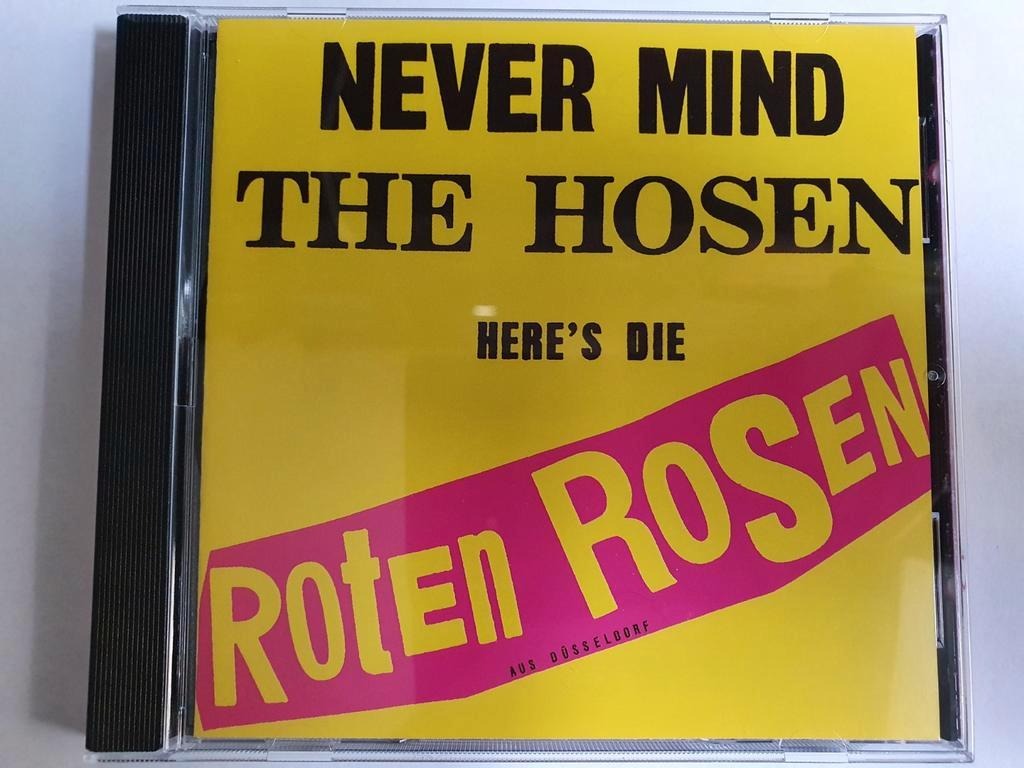 NEVER MIND
THE HOSEN
HERE'S DIE
ROtEn ROSEN
AUS DÜSSELDORF